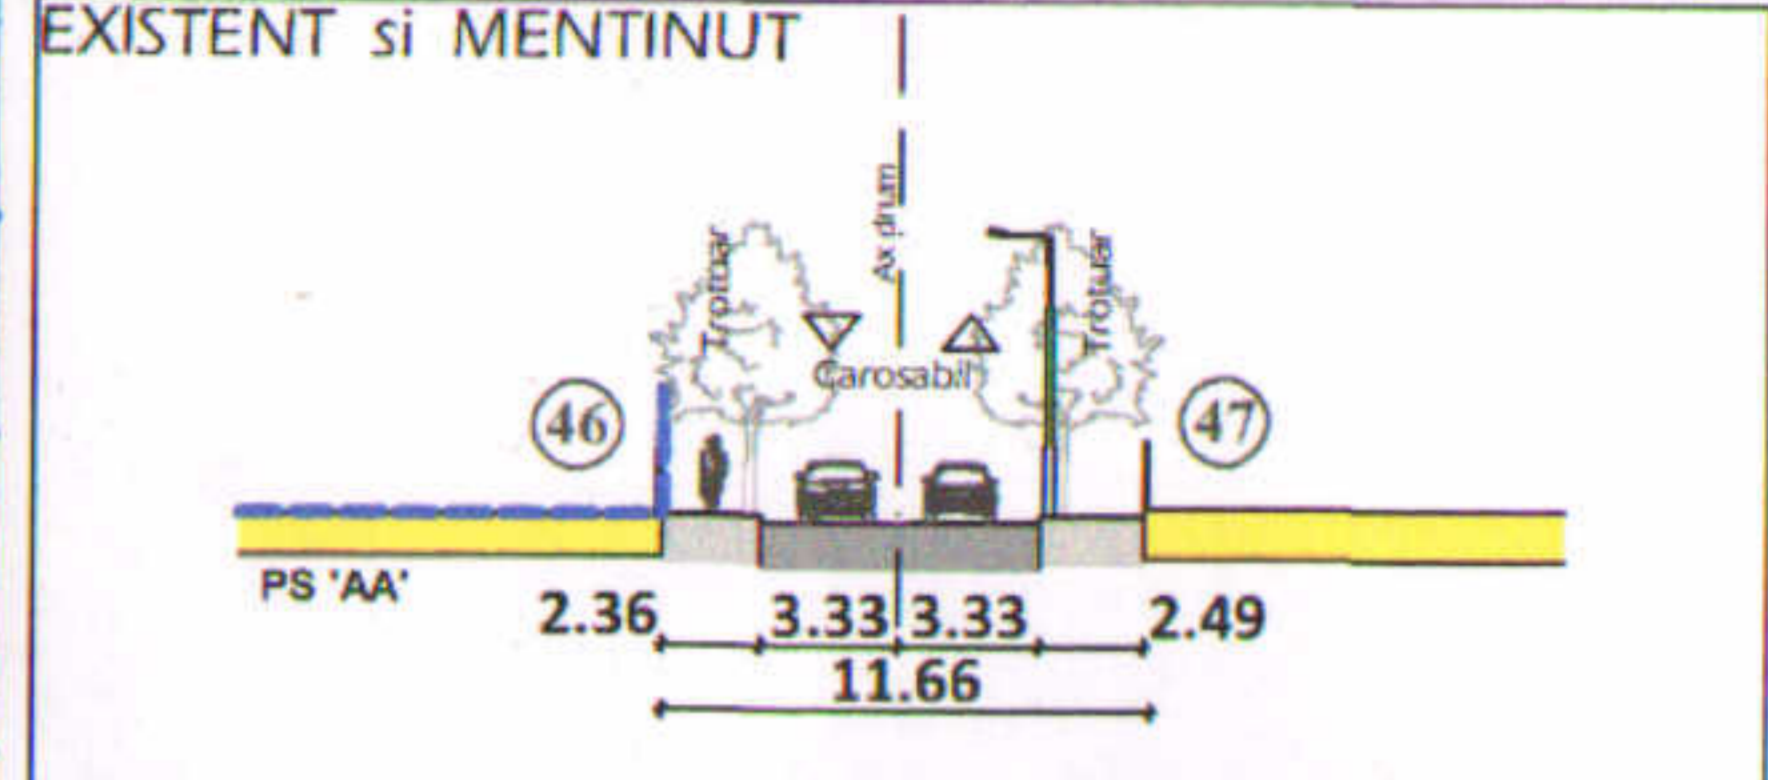 EXISTENT si MENTINUT
Ax drum
Trotuar
Trotuar
Carosabil
46
47
PS 'AA'
2.36 3.33 3.33 2.49
11.66